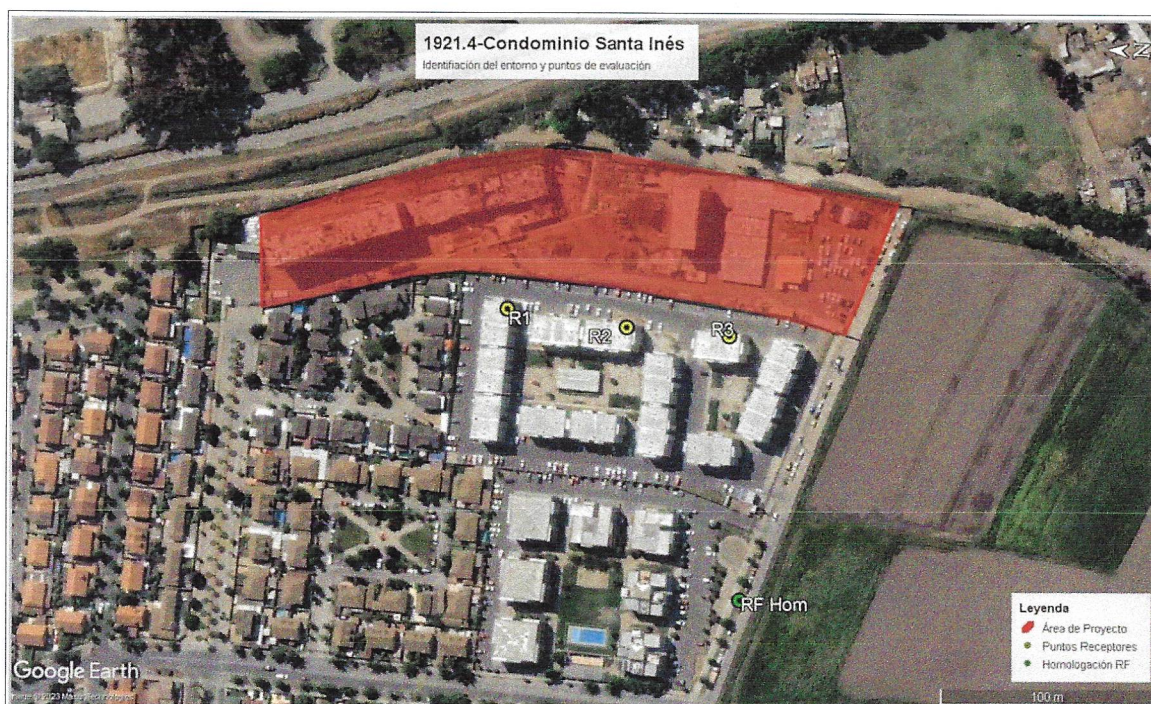 1921.4-Condominio Santa Inés
Identifiación del entorno y puntos de evaluación
N
R1
R2
R3
RF Hom
Leyenda
Área de Proyecto
Puntos Receptores
Homologación RF
Google Earth
100 m